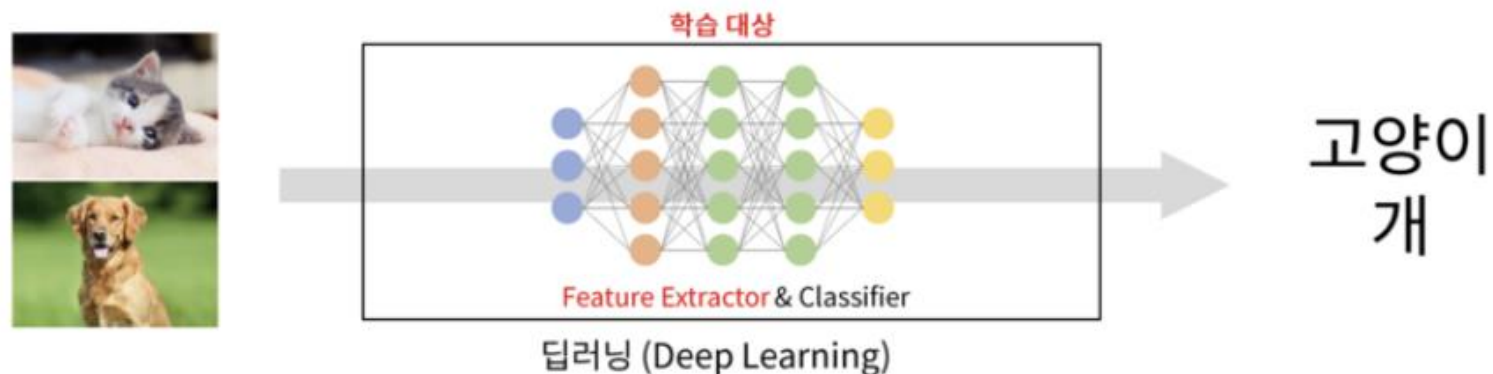 학습 대상
고양이
개
Feature Extractor & Classifier
딥러닝 (Deep Learning)